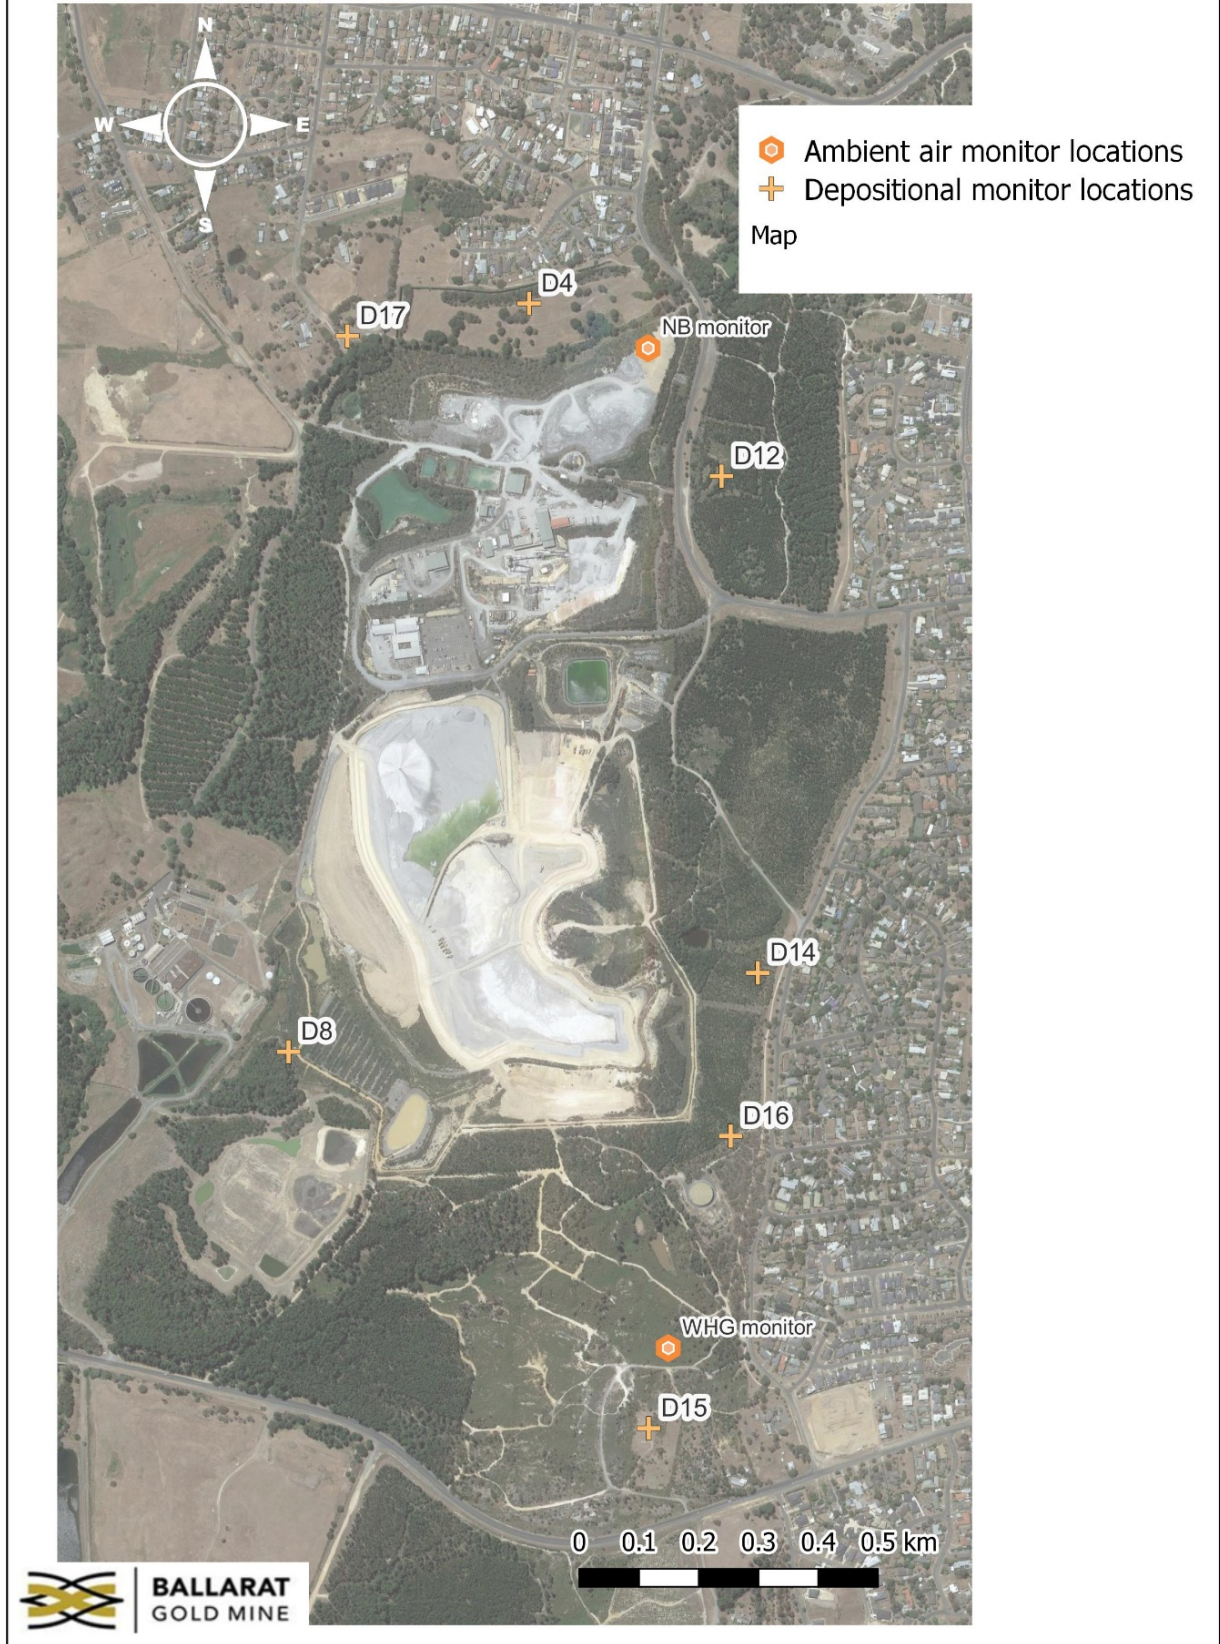 N
W E
S
Ambient air monitor locations
Depositional monitor locations
Map
D4
D17
NB monitor
D12
D14
D8
D16
WHG monitor
D15
0 0.1 0.2 0.3 0.4 0.5 km
BALLARAT
GOLD MINE